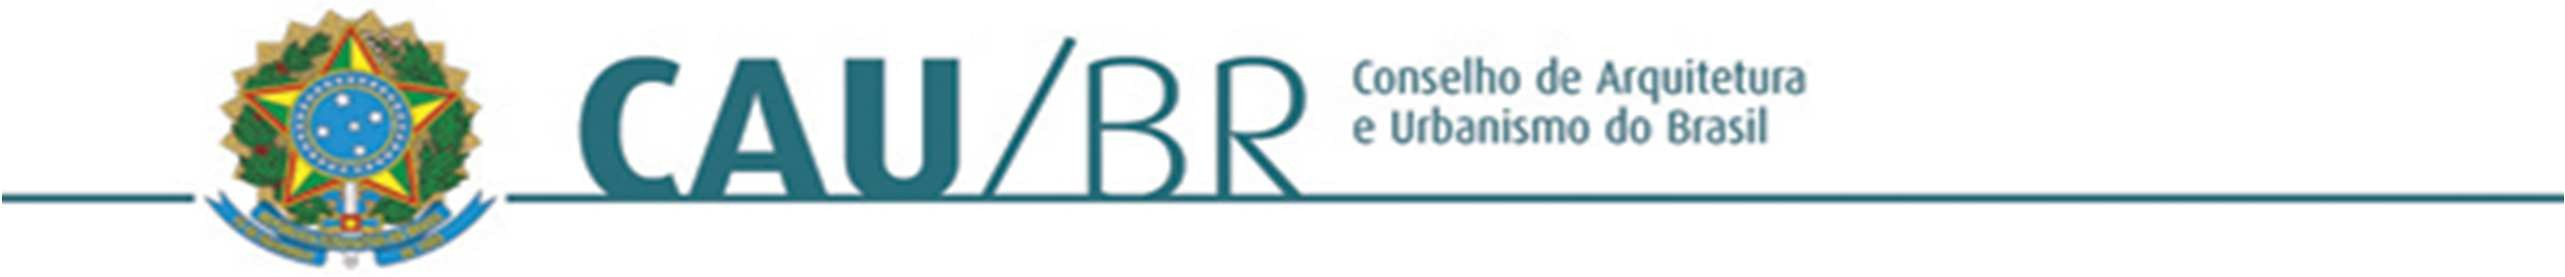 CAU/BR
Conselho de Arquitetura
e Urbanismo do Brasil